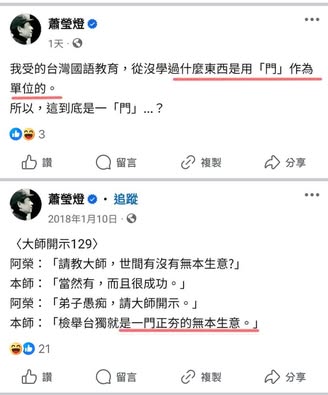 蕭瑩燈
1天·
我受的台灣國語教育，從沒學過什麼東西是用「門」作為
單位的。
所以，這到底是一「門」...？
3
讚 留言 複製 分享
蕭瑩燈 · 追蹤
2018年1月10日·
〈大師開示129〉
阿榮：「請教大師，世間有沒有無本生意?」
本師：「當然有，而且很成功。」
阿榮：「弟子愚痴，請大師開示。」
本師：「檢舉台獨就是一門正夯的無本生意。」
21
讚 留言 複製 分享